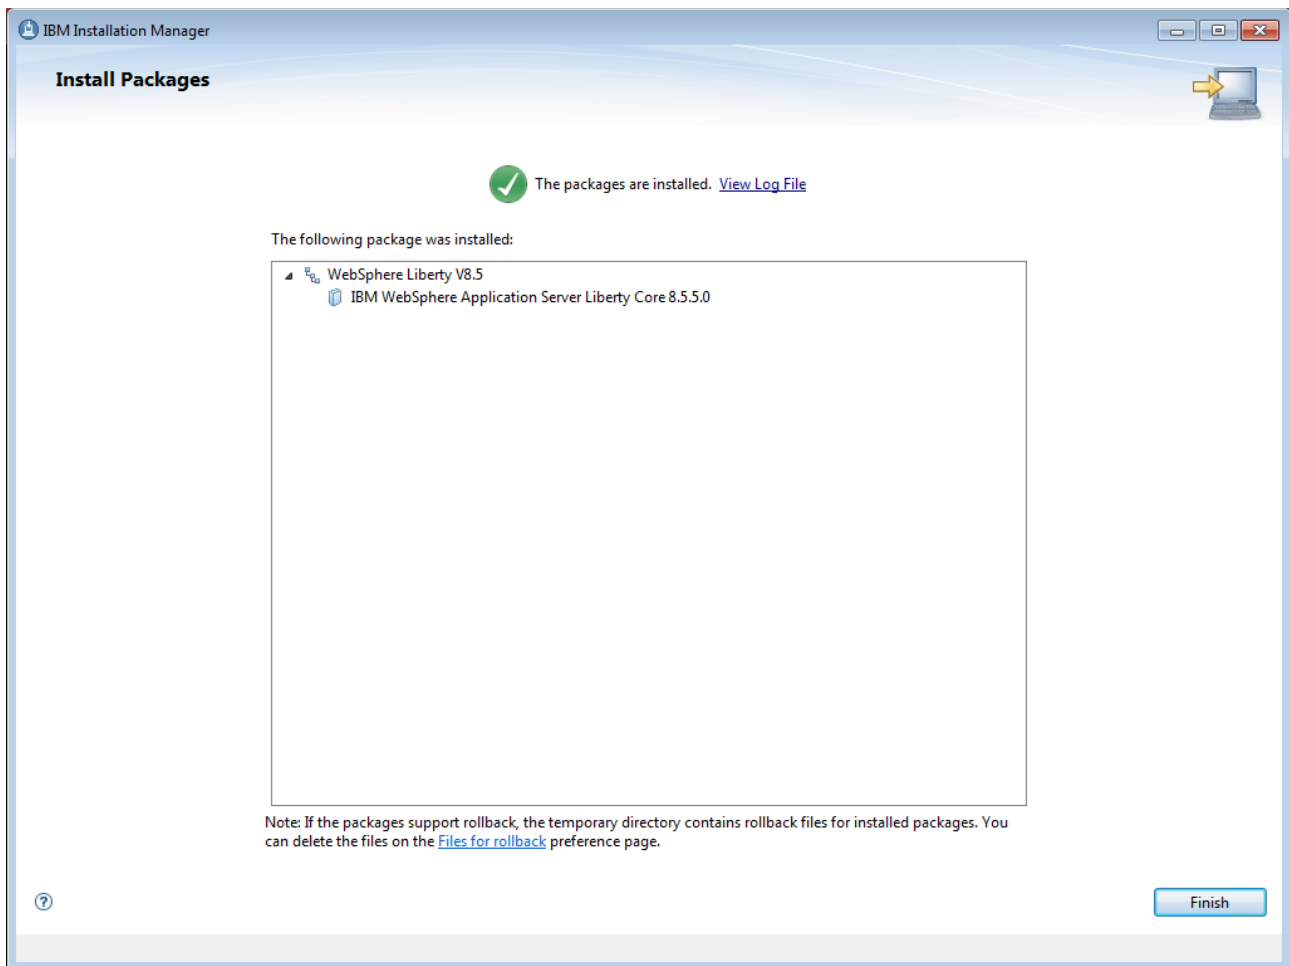 IBM Installation Manager
Install Packages
The packages are installed. View Log File
The following package was installed:
WebSphere Liberty V8.5
IBM WebSphere Application Server Liberty Core 8.5.5.0
Note: If the packages support rollback, the temporary directory contains rollback files for installed packages. You
can delete the files on the Files for rollback preference page.
?
Finish